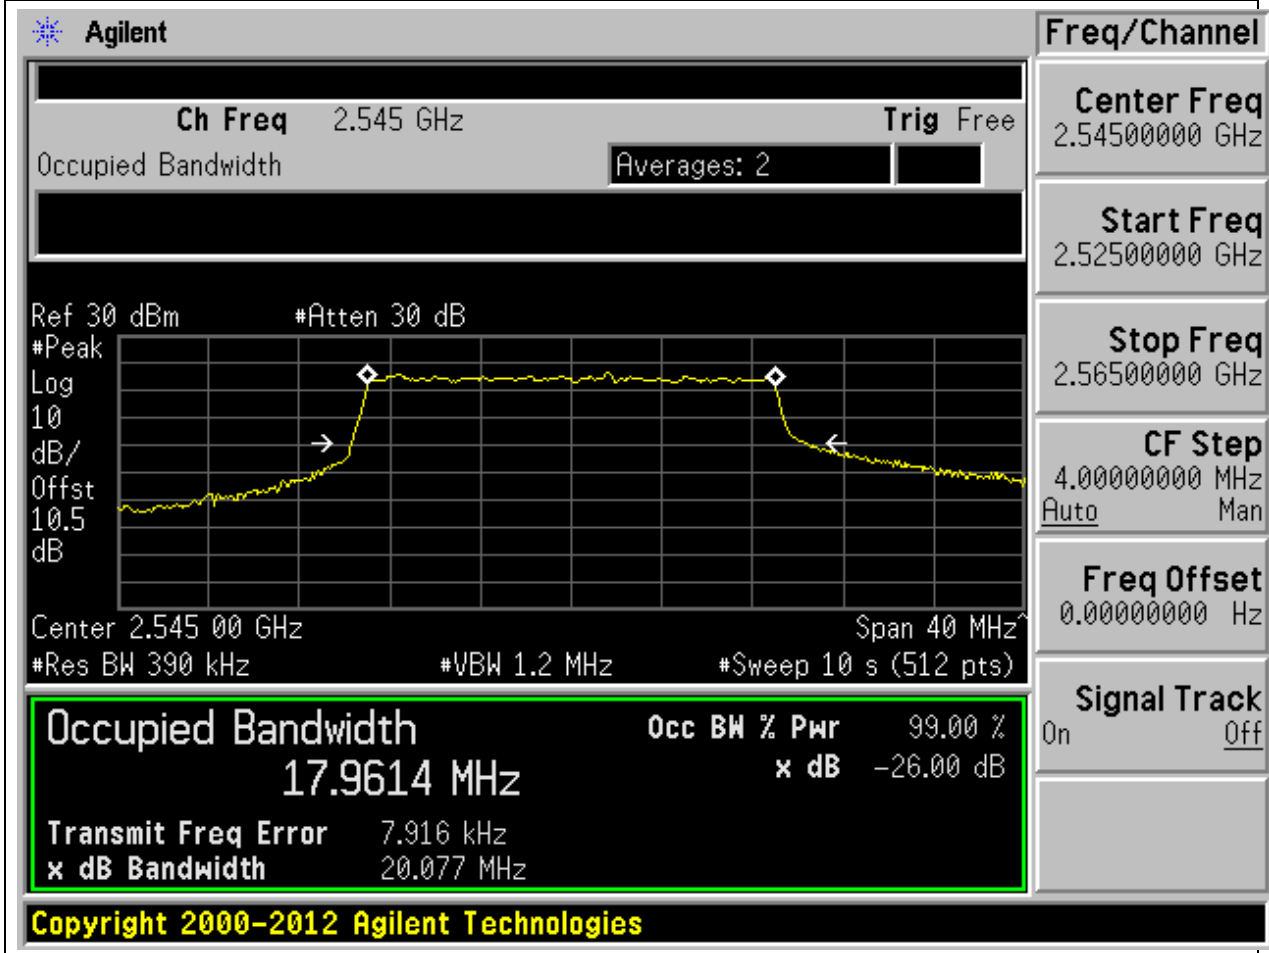 Agilent
Freq/Channel
Ch Freq 2.545 GHz Trig Free
Occupied Bandwidth Averages: 2
Ref 30 dBm #Atten 30 dB
#Peak
Log
10
dB/
Offst
10.5
dB
Center 2.545 00 GHz Span 40 MHz^
#Res BW 390 kHz #VBW 1.2 MHz #Sweep 10 s (512 pts)
Occupied Bandwidth Occ BW % Pwr 99.00 %
17.9614 MHz x dB -26.00 dB
Transmit Freq Error 7.916 kHz
x dB Bandwidth 20.077 MHz
Copyright 2000-2012 Agilent Technologies
Center Freq
2.54500000 GHz
Start Freq
2.52500000 GHz
Stop Freq
2.56500000 GHz
CF Step
4.00000000 MHz
Auto Man
Freq Offset
0.00000000 Hz
Signal Track
On Off